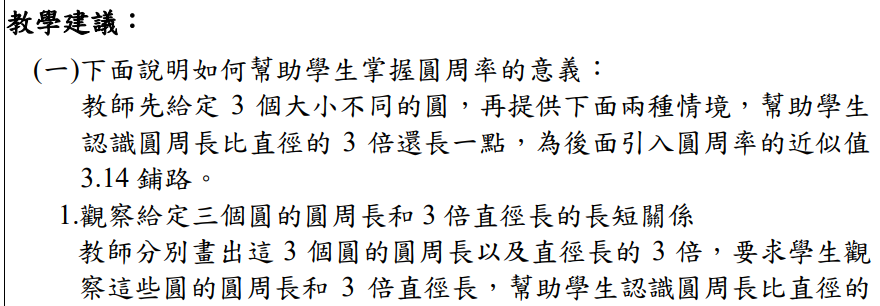 教學建議：
(一)下面說明如何幫助學生掌握圓周率的意義：
教師先給定 3 個大小不同的圓，再提供下面兩種情境，幫助學生
認識圓周長比直徑的 3 倍還長一點，為後面引入圓周率的近似值
3.14 鋪路。
1.觀察給定三個圓的圓周長和 3 倍直徑長的長短關係
教師分別畫出這 3 個圓的圓周長以及直徑長的 3 倍，要求學生觀
察這些圓的圓周長和 3 倍直徑長，幫助學生認識圓周長比直徑的